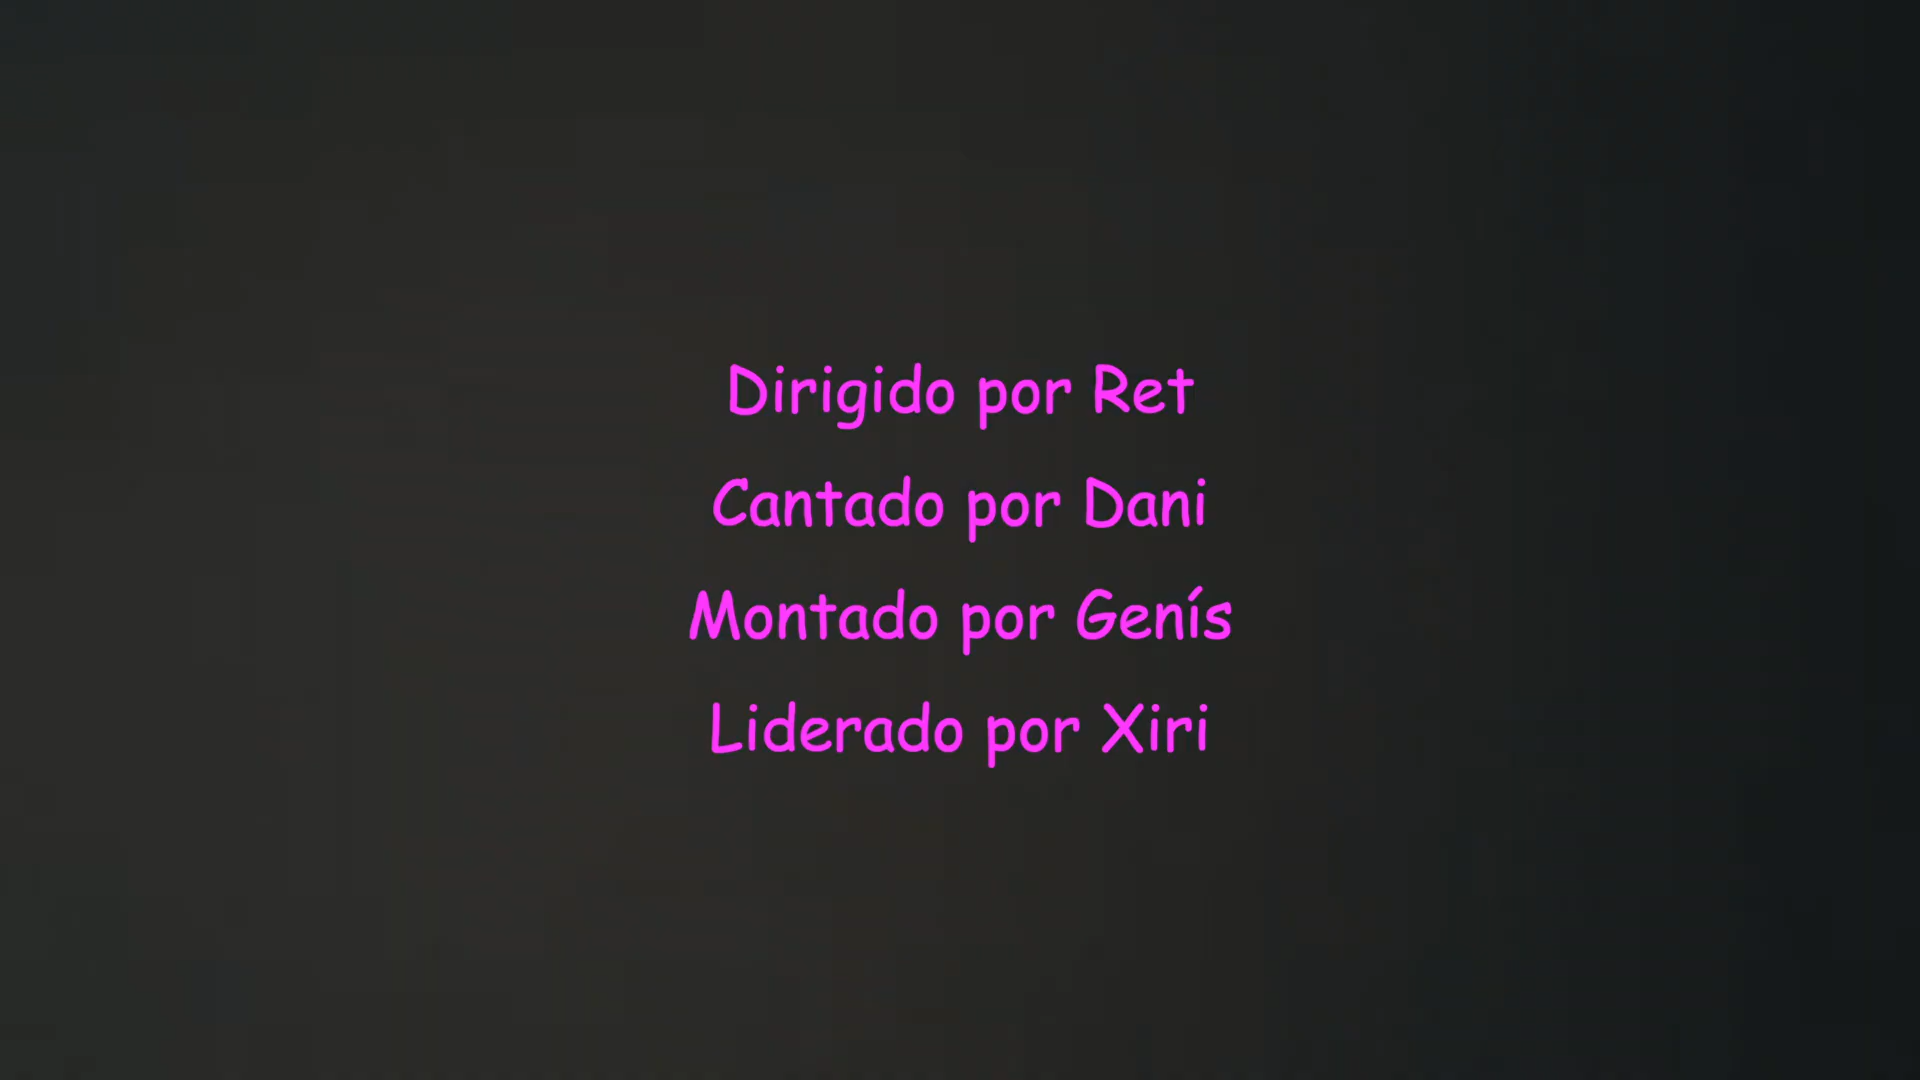 Dirigido por Ret
Cantado por Dani
Montado por Genís
Liderado por Xiri